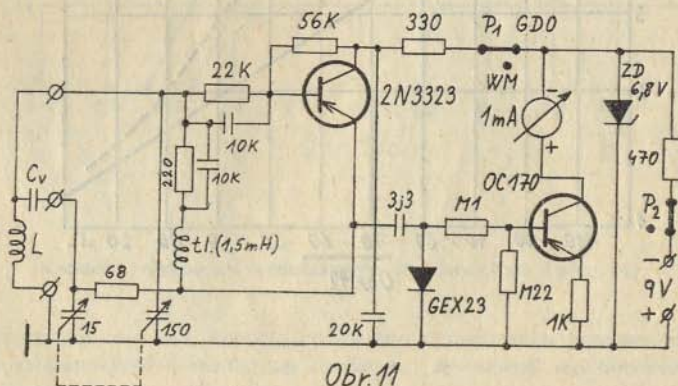 56K
330
P1 GDO
22K
2N3323
WM
ZD
6,8V
1mA
-
+
10K
220
10K
Cv
OC170
470
P2
3j3
M1
L
tl.(1,5mH)
-
9V
+
68
GEX23
M22
15
150
20K
1K
Obr.11